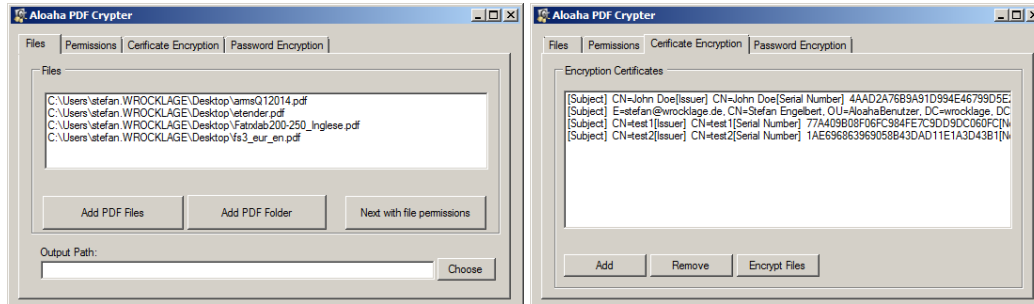 Aloaha PDF Crypter
Files Permissions Cerificate Encryption Password Encryption
Files
C:\Users\stefan.WROCKLAGE\Desktop\armsQ12014.pdf
C:\Users\stefan.WROCKLAGE\Desktop\etender.pdf
C:\Users\stefan.WROCKLAGE\Desktop\Fatrxlab200-250_Inglese.pdf
C:\Users\stefan.WROCKLAGE\Desktop\fs3_eur_en.pdf
Add PDF Files Add PDF Folder Next with file permissions
Output Path:
Choose
Aloaha PDF Crypter
Files Permissions Cerificate Encryption Password Encryption
Encryption Certificates
[Subject] CN=John Doe[Issuer] CN=John Doe[Serial Number] 4AAD2A76B9A91D994E46799D5E
[Subject] E=stefan@wrocklage.de, CN=Stefan Engelbert, OU=AloahaBenutzer, DC=wrocklage, DC
[Subject] CN=test1[Issuer] CN=test1[Serial Number] 77A409B08F06FC984FE7C9DD9DC060FC[N
[Subject] CN=test2[Issuer] CN=test2[Serial Number] 1AE696863969058B43DAD11E1A3D43B1[N
Add Remove Encrypt Files